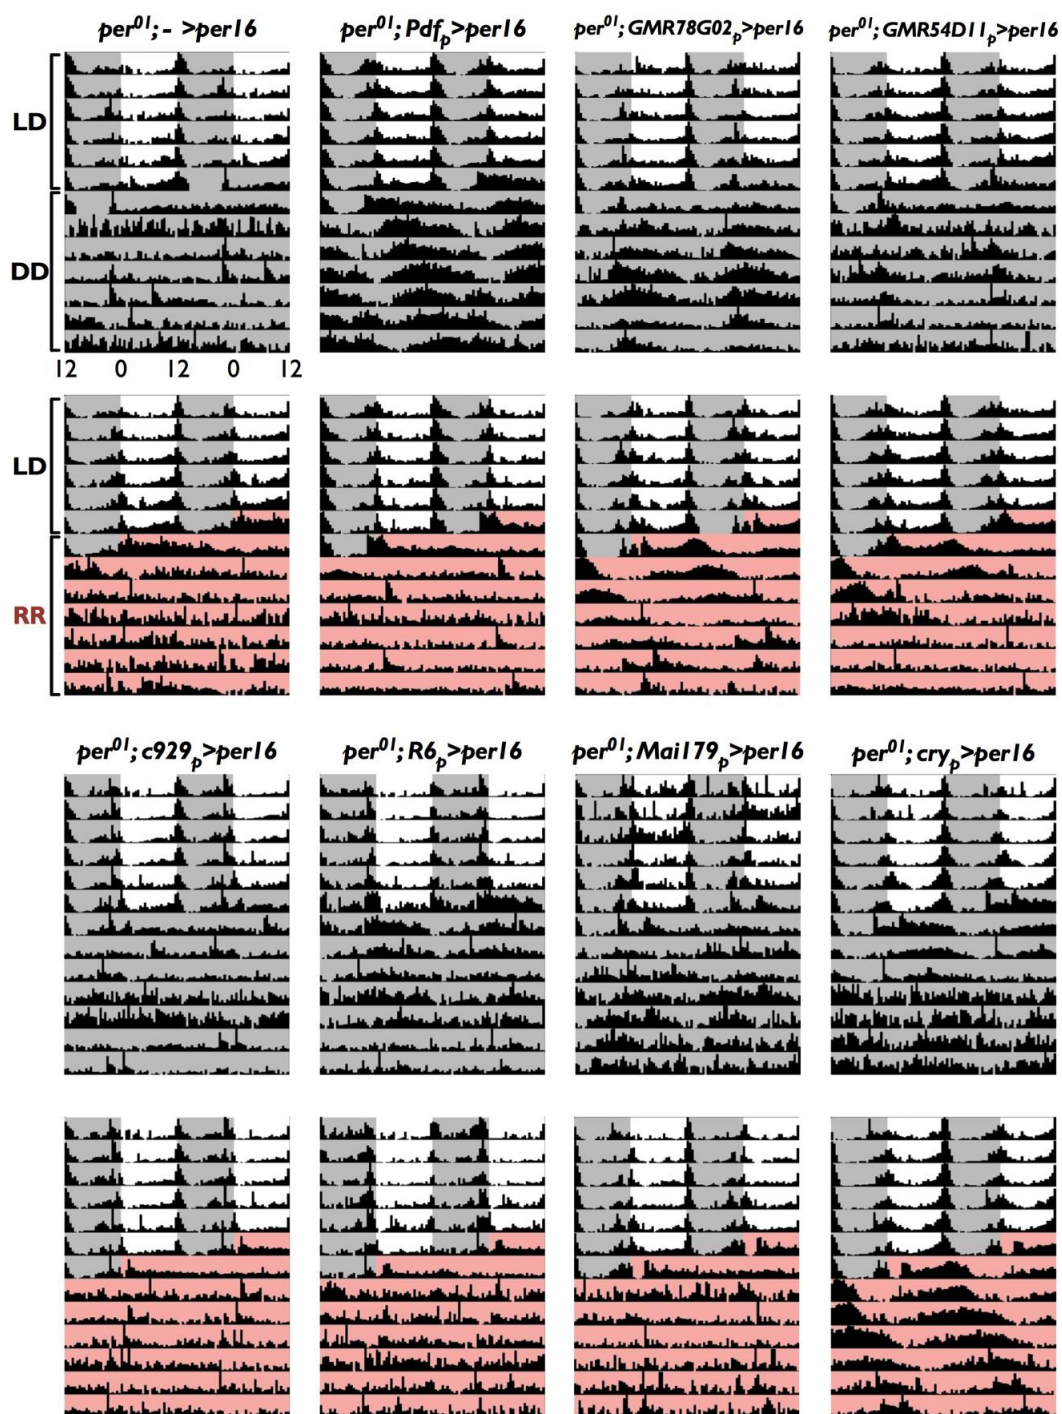 per01; - >per16 per01; Pdfp>per16 per01; GMR78G02p>per16 per01; GMR54D11p>per16
LD
DD
12 0 12 0 12
LD
RR
per01; c929p>per16 per01; R6p>per16 per01; Mai179p>per16 per01; cryp>per16